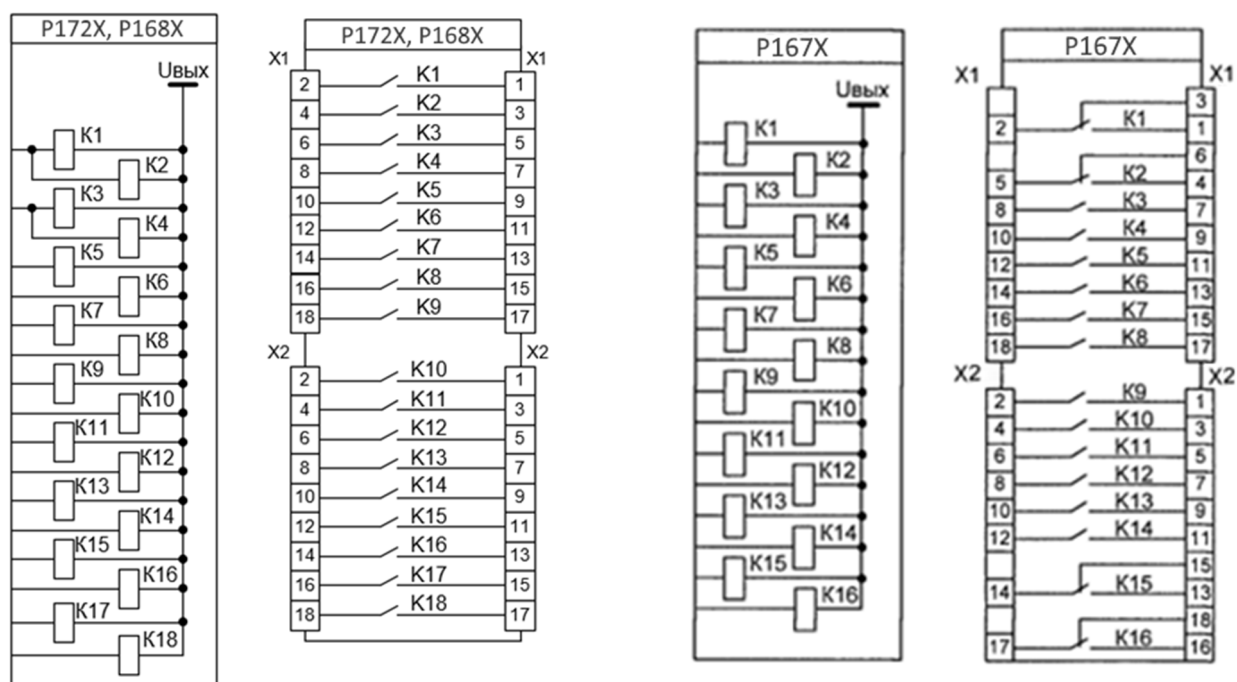 P172X, P168X
Uвых
K1
K2
K3
K4
K5
K6
K7
K8
K9
K10
K11
K12
K13
K14
K15
K16
K17
K18
P172X, P168X
X1 X1
2 K1 1
4 K2 3
6 K3 5
8 K4 7
10 K5 9
12 K6 11
14 K7 13
16 K8 15
18 K9 17
X2 X2
2 K10 1
4 K11 3
6 K12 5
8 K13 7
10 K14 9
12 K15 11
14 K16 13
16 K17 15
18 K18 17
P167X
Uвых
K1
K2
K3
K4
K5
K6
K7
K8
K9
K10
K11
K12
K13
K14
K15
K16
P167X
X1 X1
3
2 K1 1
6
5 K2 4
8 K3 7
10 K4 9
12 K5 11
14 K6 13
16 K7 15
18 K8 17
X2 X2
2 K9 1
4 K10 3
6 K11 5
8 K12 7
10 K13 9
12 K14 11
15
14 K15 13
18
17 K16 16